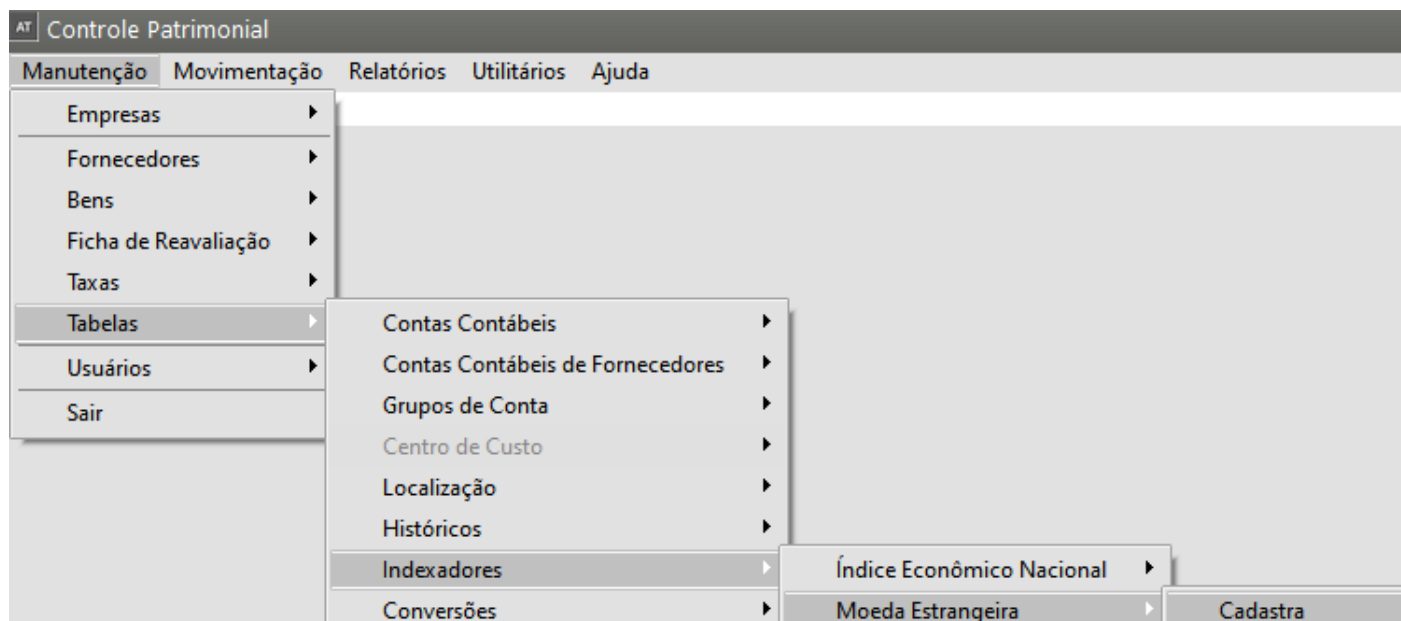 AT Controle Patrimonial
Manutenção Movimentação Relatórios Utilitários Ajuda
Empresas
Fornecedores
Bens
Ficha de Reavaliação
Taxas
Tabelas
Usuários
Sair
Contas Contábeis
Contas Contábeis de Fornecedores
Grupos de Conta
Centro de Custo
Localização
Históricos
Indexadores
Conversões
Índice Econômico Nacional
Moeda Estrangeira
Cadastra